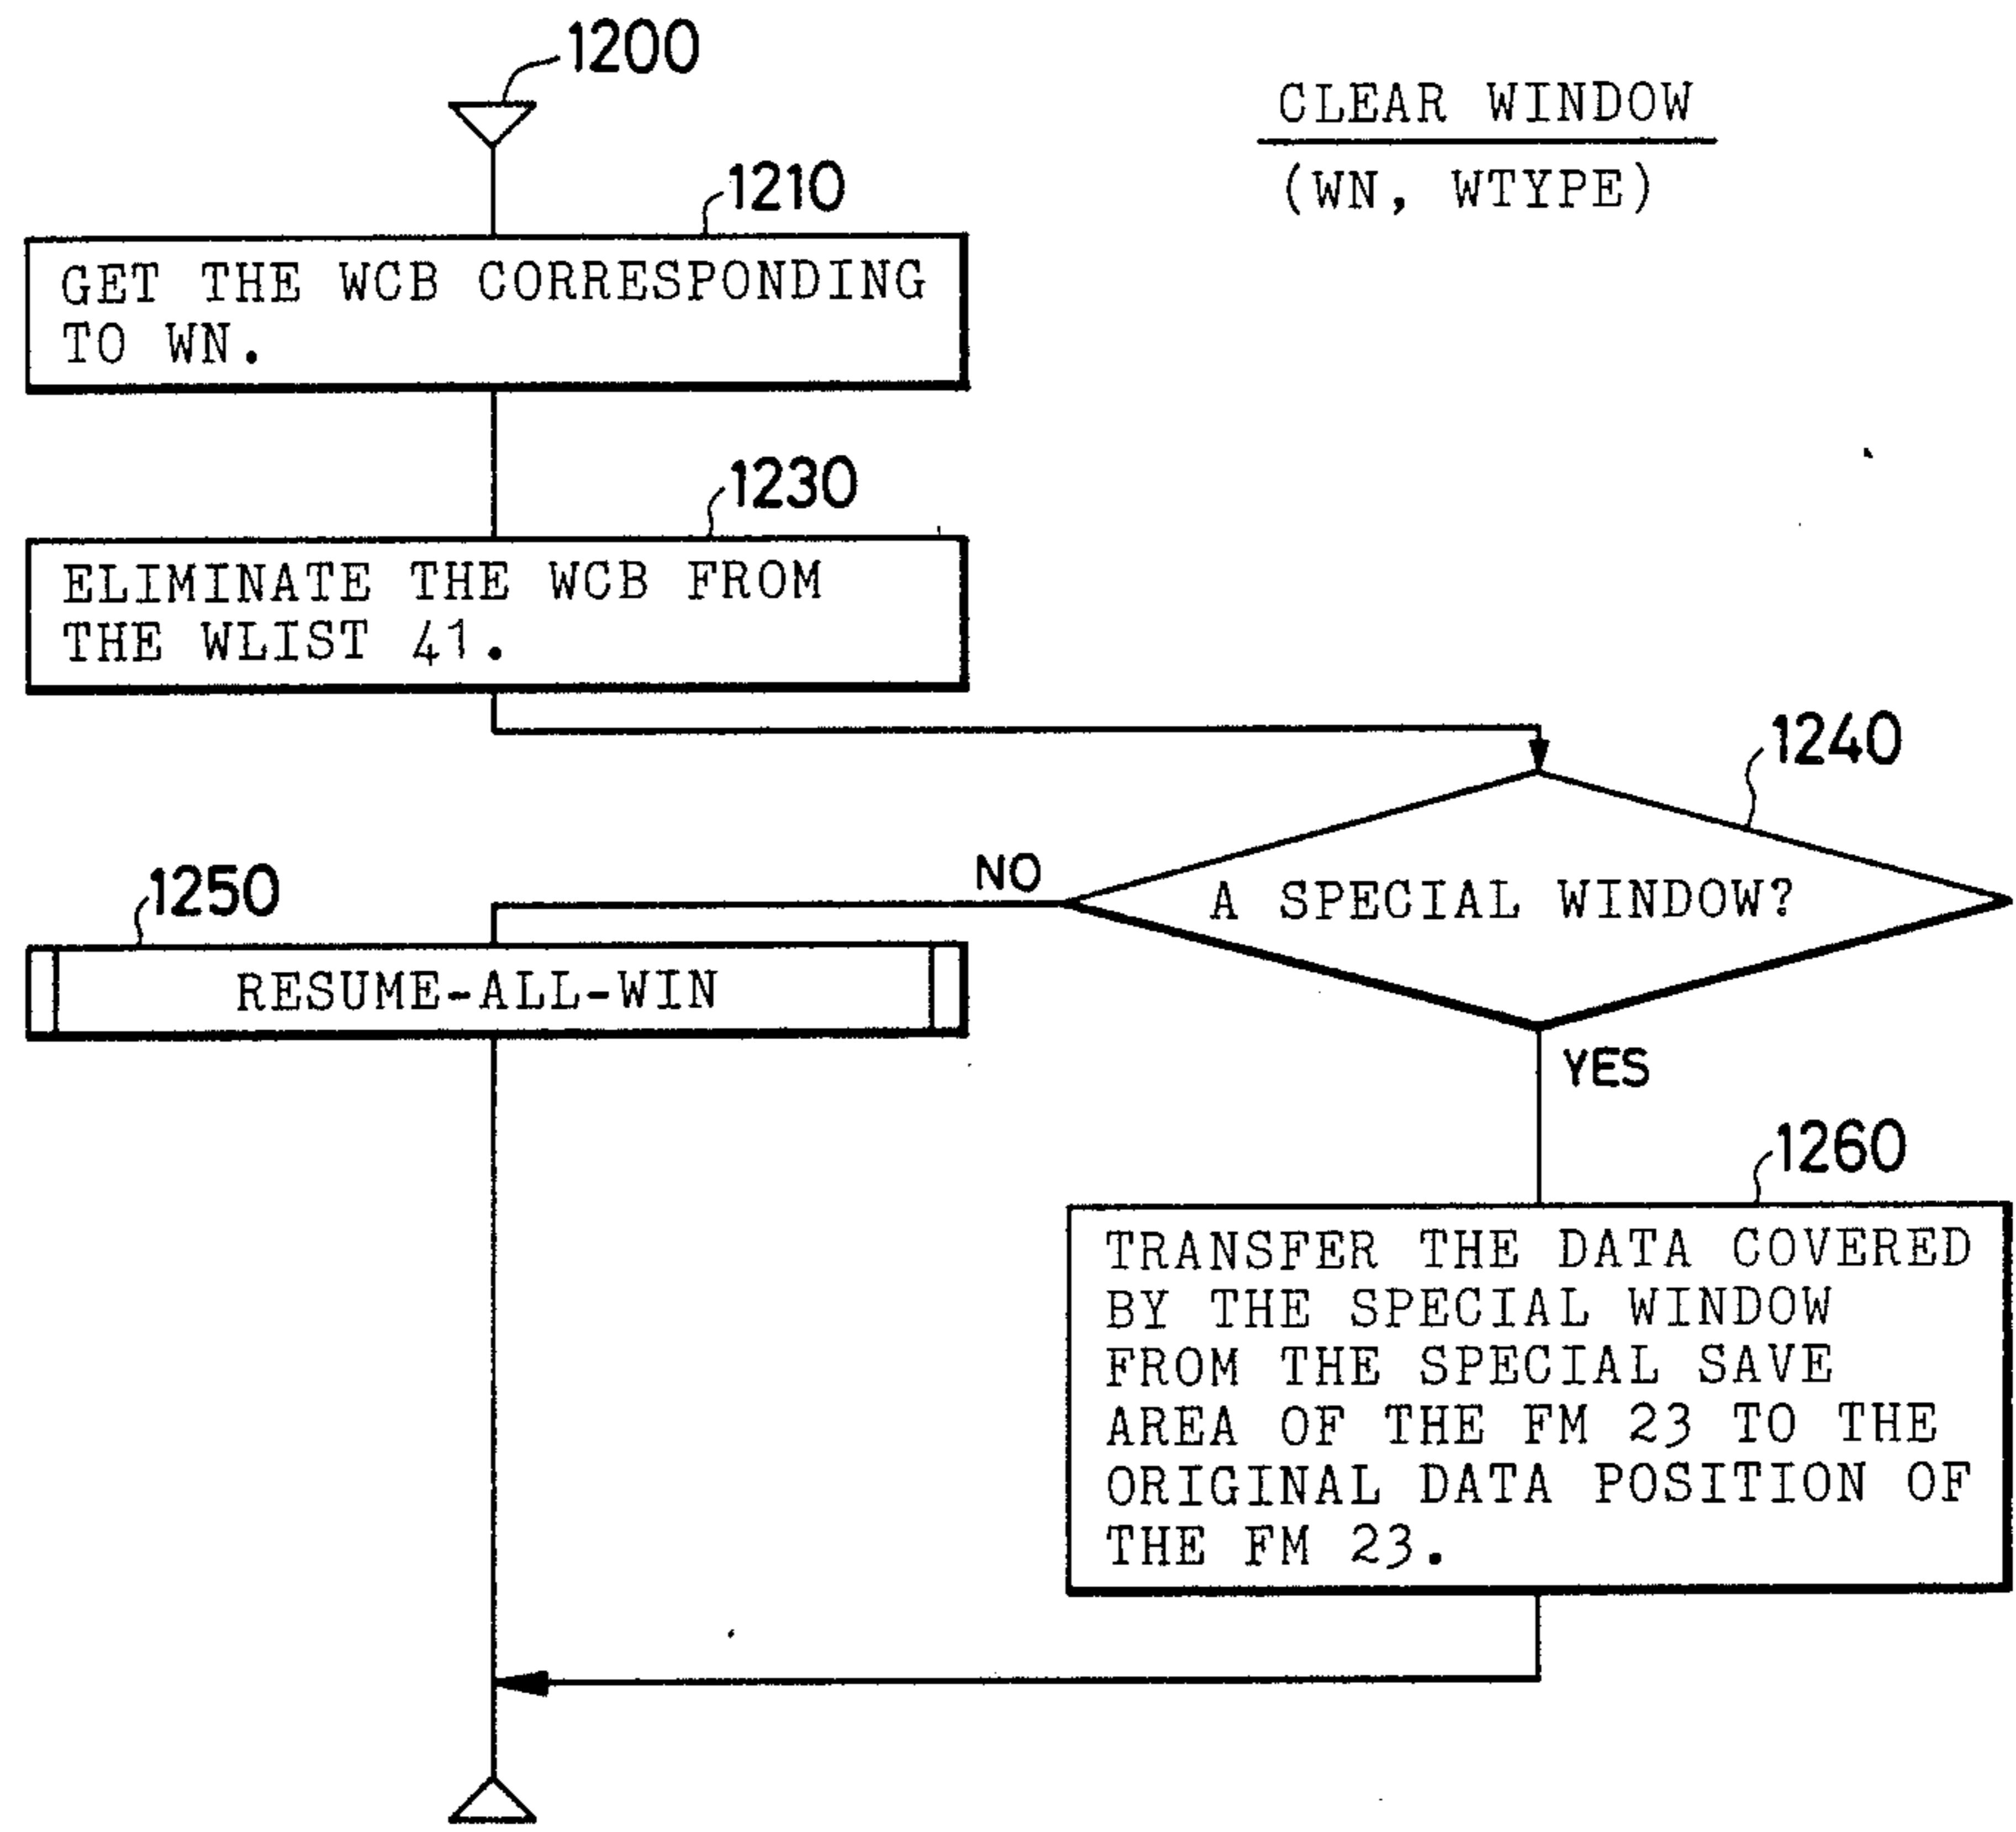 1200
CLEAR WINDOW
(WN, WTYPE)
1210
GET THE WCB CORRESPONDING
TO WN.
1230
ELIMINATE THE WCB FROM
THE WLIST 41.
1240
A SPECIAL WINDOW?
NO
1250
RESUME-ALL-WIN
YES
1260
TRANSFER THE DATA COVERED
BY THE SPECIAL WINDOW
FROM THE SPECIAL SAVE
AREA OF THE FM 23 TO THE
ORIGINAL DATA POSITION OF
THE FM 23.